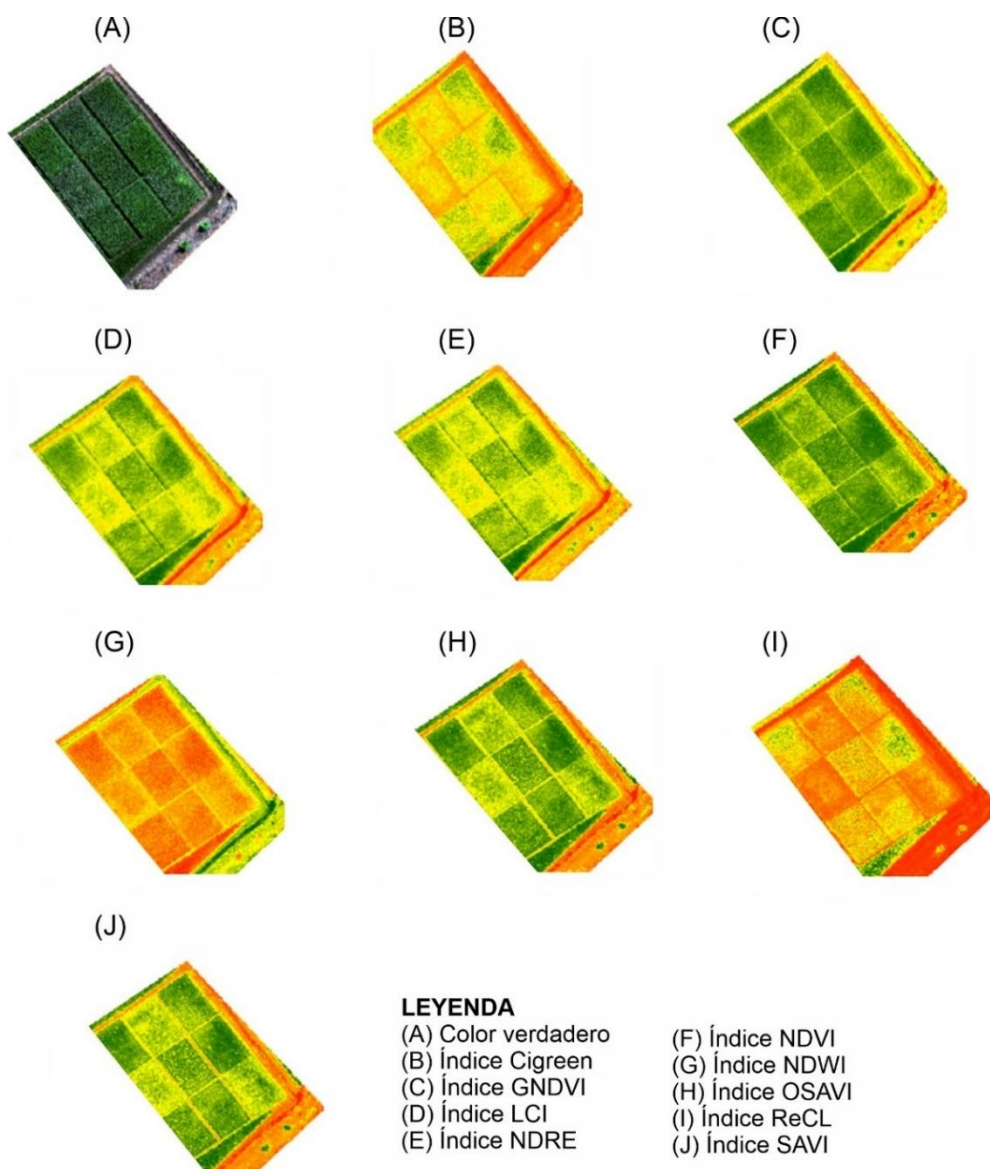 (A)
(B)
(C)
(D)
(E)
(F)
(G)
(H)
(I)
(J)
LEYENDA
(A) Color verdadero
(B) Índice Cigreen
(C) Índice GNDVI
(D) Índice LCI
(E) Índice NDRE
(F) Índice NDVI
(G) Índice NDWI
(H) Índice OSAVI
(I) Índice ReCL
(J) Índice SAVI